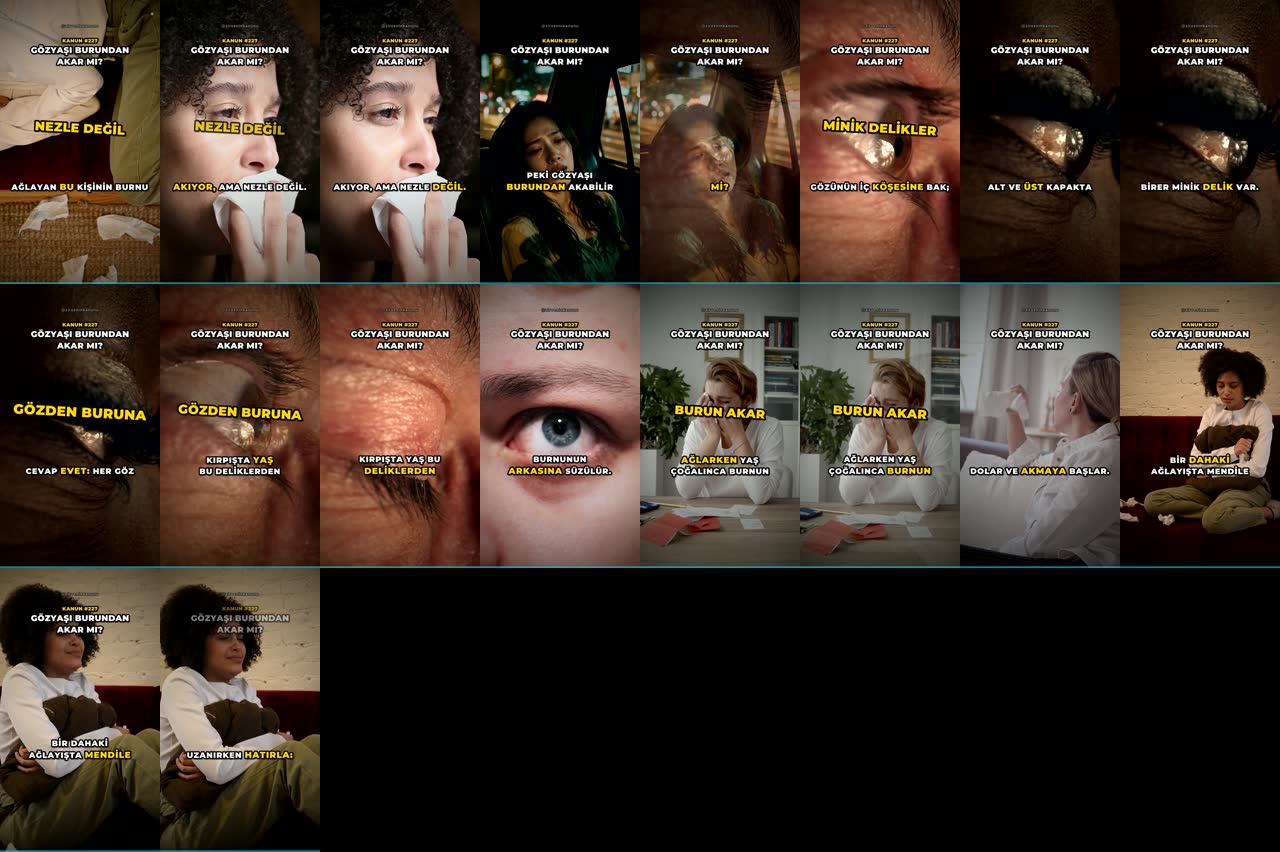 KANUN #227
GÖZYAŞI BURUNDAN
AKAR MI?
NEZLE DEĞİL
AĞLAYAN BU KİŞİNİN BURNU
KANUN #227
GÖZYAŞI BURUNDAN
AKAR MI?
NEZLE DEĞİL
AKIYOR, AMA NEZLE DEĞİL.
KANUN #227
GÖZYAŞI BURUNDAN
AKAR MI?
AKIYOR, AMA NEZLE DEĞİL.
KANUN #227
GÖZYAŞI BURUNDAN
AKAR MI?
PEKİ GÖZYAŞI
BURUNDAN AKABİLİR
KANUN #227
GÖZYAŞI BURUNDAN
AKAR MI?
Mİ?
KANUN #227
GÖZYAŞI BURUNDAN
AKAR MI?
MİNİK DELİKLER
GÖZÜNÜN İÇ KÖŞESİNE BAK;
KANUN #227
GÖZYAŞI BURUNDAN
AKAR MI?
ALT VE ÜST KAPAKTA
KANUN #227
GÖZYAŞI BURUNDAN
AKAR MI?
BİRER MİNİK DELİK VAR.
KANUN #227
GÖZYAŞI BURUNDAN
AKAR MI?
GÖZDEN BURUNA
CEVAP EVET: HER GÖZ
KANUN #227
GÖZYAŞI BURUNDAN
AKAR MI?
GÖZDEN BURUNA
KIRPIŞTA YAŞ
BU DELİKLERDEN
KANUN #227
GÖZYAŞI BURUNDAN
AKAR MI?
KIRPIŞTA YAŞ BU
DELİKLERDEN
KANUN #227
GÖZYAŞI BURUNDAN
AKAR MI?
BURNUNUN
ARKASINA SÜZÜLÜR.
KANUN #227
GÖZYAŞI BURUNDAN
AKAR MI?
BURUN AKAR
AĞLARKEN YAŞ
ÇOĞALINCA BURNUN
KANUN #227
GÖZYAŞI BURUNDAN
AKAR MI?
BURUN AKAR
AĞLARKEN YAŞ
ÇOĞALINCA BURNUN
KANUN #227
GÖZYAŞI BURUNDAN
AKAR MI?
DOLAR VE AKMAYA BAŞLAR.
KANUN #227
GÖZYAŞI BURUNDAN
AKAR MI?
BİR DAHAKİ
AĞLAYIŞTA MENDİLE
KANUN #227
GÖZYAŞI BURUNDAN
AKAR MI?
BİR DAHAKİ
AĞLAYIŞTA MENDİLE
KANUN #227
GÖZYAŞI BURUNDAN
AKAR MI?
UZANIRKEN HATIRLA: